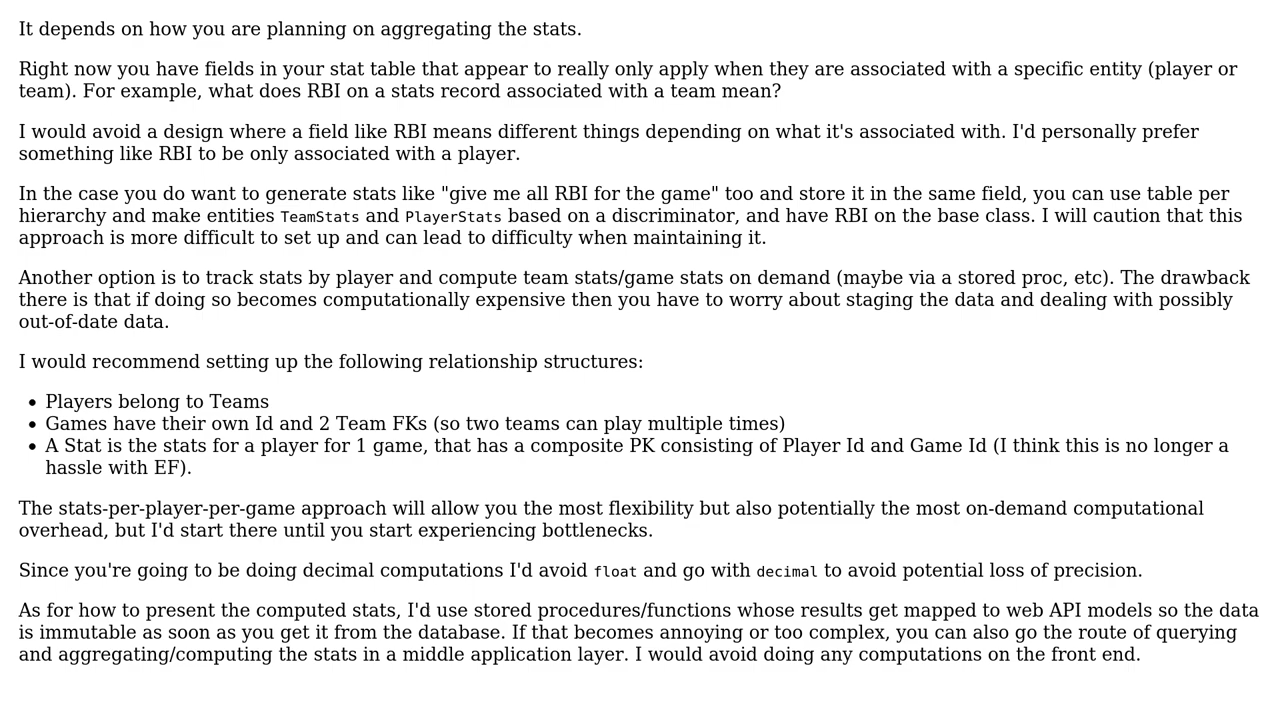 It depends on how you are planning on aggregating the stats.
Right now you have fields in your stat table that appear to really only apply when they are associated with a specific entity (player or
team). For example, what does RBI on a stats record associated with a team mean?
I would avoid a design where a field like RBI means different things depending on what it's associated with. I'd personally prefer
something like RBI to be only associated with a player.
In the case you do want to generate stats like "give me all RBI for the game" too and store it in the same field, you can use table per
hierarchy and make entities TeamStats and PlayerStats based on a discriminator, and have RBI on the base class. I will caution that this
approach is more difficult to set up and can lead to difficulty when maintaining it.
Another option is to track stats by player and compute team stats/game stats on demand (maybe via a stored proc, etc). The drawback
there is that if doing so becomes computationally expensive then you have to worry about staging the data and dealing with possibly
out-of-date data.
I would recommend setting up the following relationship structures:
• Players belong to Teams
• Games have their own Id and 2 Team FKs (so two teams can play multiple times)
• A Stat is the stats for a player for 1 game, that has a composite PK consisting of Player Id and Game Id (I think this is no longer a
hassle with EF).
The stats-per-player-per-game approach will allow you the most flexibility but also potentially the most on-demand computational
overhead, but I'd start there until you start experiencing bottlenecks.
Since you're going to be doing decimal computations I'd avoid float and go with decimal to avoid potential loss of precision.
As for how to present the computed stats, I'd use stored procedures/functions whose results get mapped to web API models so the data
is immutable as soon as you get it from the database. If that becomes annoying or too complex, you can also go the route of querying
and aggregating/computing the stats in a middle application layer. I would avoid doing any computations on the front end.